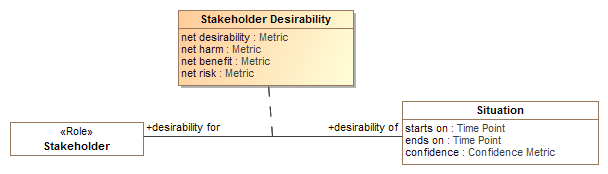 Stakeholder Desirability
net desirability : Metric
net harm : Metric
net benefit : Metric
net risk : Metric
+desirability for
+desirability of
«Role»
Stakeholder
Situation
starts on : Time Point
ends on : Time Point
confidence : Confidence Metric